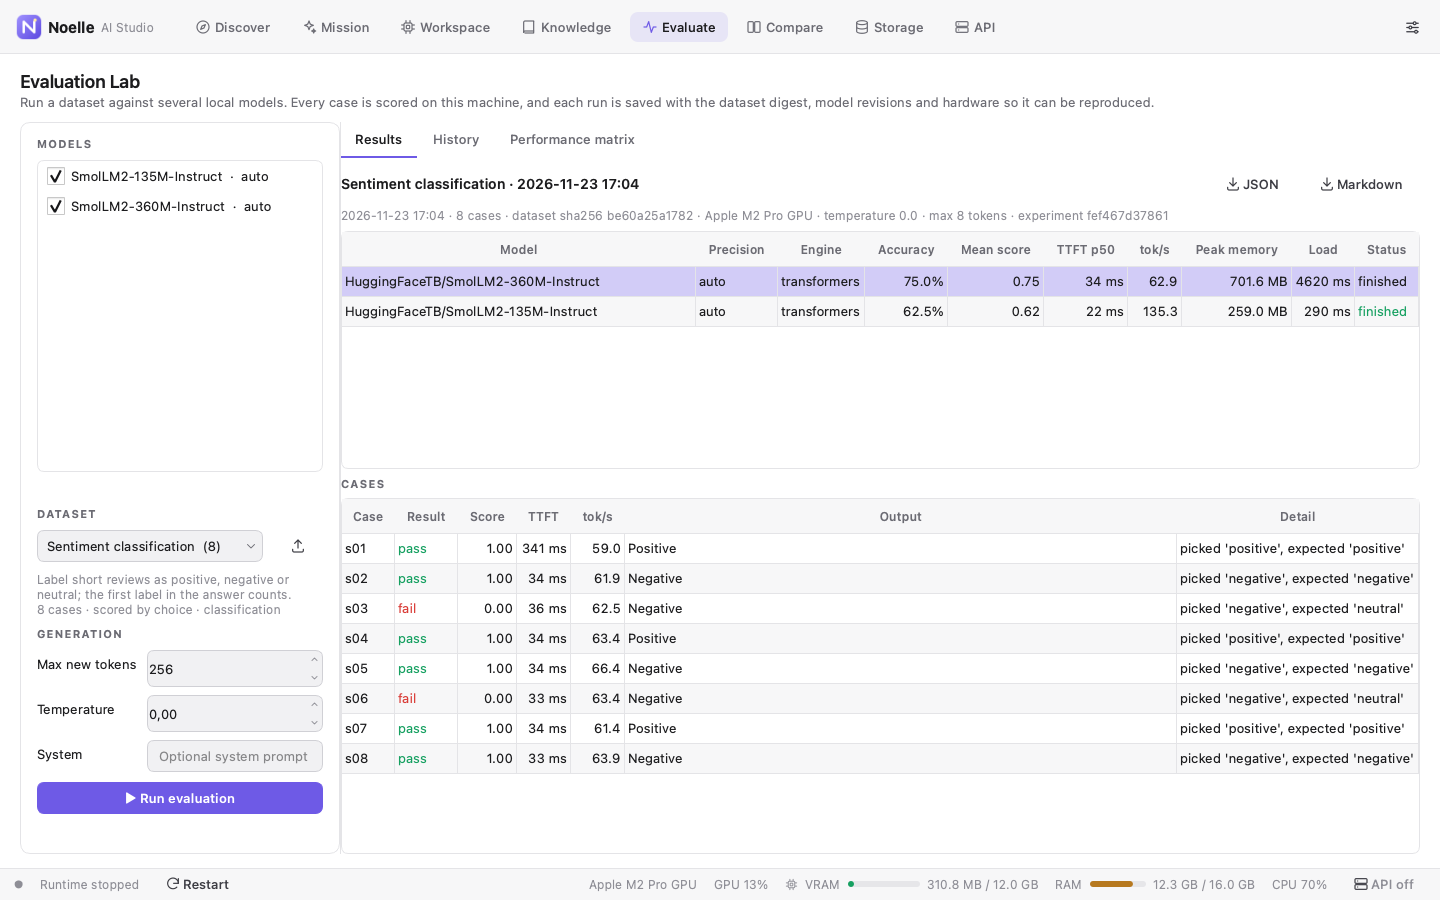 Noelle AI Studio
Discover
Mission
Workspace
Knowledge
Evaluate
Compare
Storage
API
Evaluation Lab
Run a dataset against several local models. Every case is scored on this machine, and each run is saved with the dataset digest, model revisions and hardware so it can be reproduced.
MODELS
SmolLM2-135M-Instruct · auto
SmolLM2-360M-Instruct · auto
DATASET
Sentiment classification (8)
Label short reviews as positive, negative or
neutral; the first label in the answer counts.
8 cases · scored by choice · classification
GENERATION
Max new tokens 256
Temperature 0,00
System Optional system prompt
Run evaluation
Results History Performance matrix
Sentiment classification · 2026-11-23 17:04 JSON Markdown
2026-11-23 17:04 · 8 cases · dataset sha256 be60a25a1782 · Apple M2 Pro GPU · temperature 0.0 · max 8 tokens · experiment fef467d37861
Model Precision Engine Accuracy Mean score TTFT p50 tok/s Peak memory Load Status
HuggingFaceTB/SmolLM2-360M-Instruct auto transformers 75.0% 0.75 34 ms 62.9 701.6 MB 4620 ms finished
HuggingFaceTB/SmolLM2-135M-Instruct auto transformers 62.5% 0.62 22 ms 135.3 259.0 MB 290 ms finished
CASES
Case Result Score TTFT tok/s Output Detail
s01 pass 1.00 341 ms 59.0 Positive picked 'positive', expected 'positive'
s02 pass 1.00 34 ms 61.9 Negative picked 'negative', expected 'negative'
s03 fail 0.00 36 ms 62.5 Negative picked 'negative', expected 'neutral'
s04 pass 1.00 34 ms 63.4 Positive picked 'positive', expected 'positive'
s05 pass 1.00 34 ms 66.4 Negative picked 'negative', expected 'negative'
s06 fail 0.00 33 ms 63.4 Negative picked 'negative', expected 'neutral'
s07 pass 1.00 34 ms 61.4 Positive picked 'positive', expected 'positive'
s08 pass 1.00 33 ms 63.9 Negative picked 'negative', expected 'negative'
Runtime stopped Restart Apple M2 Pro GPU GPU 13% VRAM 310.8 MB / 12.0 GB RAM 12.3 GB / 16.0 GB CPU 70% API off